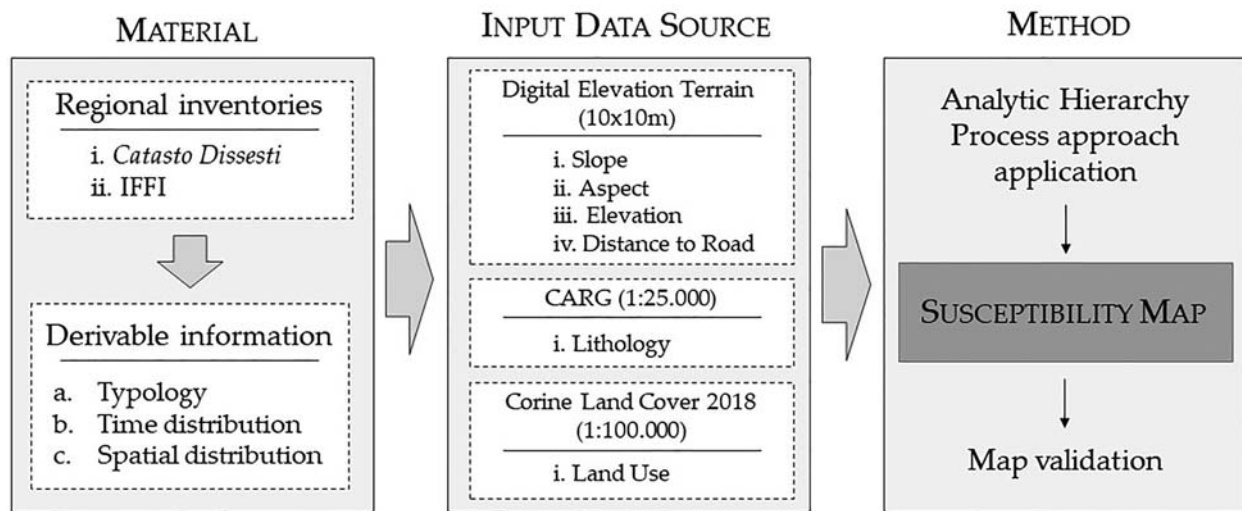 MATERIAL
Regional inventories
i. Catasto Dissesti
ii. IFFI
Derivable information
a. Typology
b. Time distribution
c. Spatial distribution
INPUT DATA SOURCE
Digital Elevation Terrain
(10x10m)
i. Slope
ii. Aspect
iii. Elevation
iv. Distance to Road
CARG (1:25.000)
i. Lithology
Corine Land Cover 2018
(1:100.000)
i. Land Use
METHOD
Analytic Hierarchy
Process approach
application
SUSCEPTIBILITY MAP
Map validation